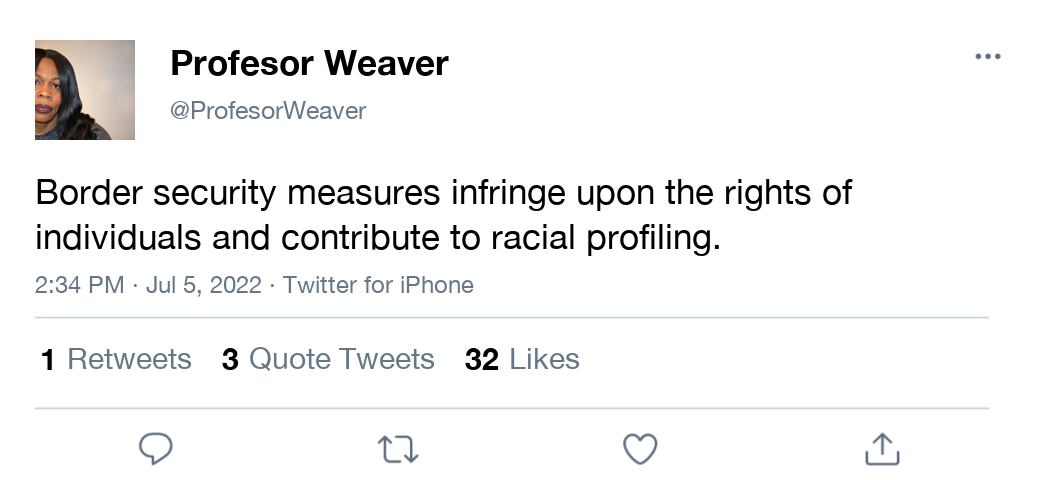 Profesor Weaver
@ProfesorWeaver
Border security measures infringe upon the rights of
individuals and contribute to racial profiling.
2:34 PM · Jul 5, 2022 · Twitter for iPhone
1 Retweets 3 Quote Tweets 32 Likes